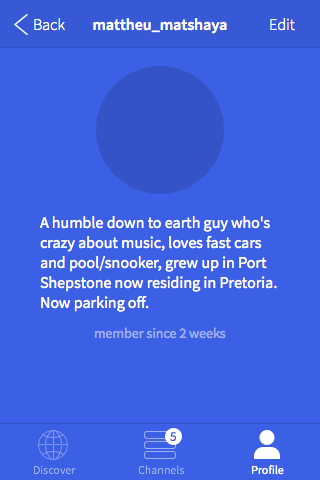 Back mattheu_matshaya Edit
A humble down to earth guy who's
crazy about music, loves fast cars
and pool/snooker, grew up in Port
Shepstone now residing in Pretoria.
Now parking off.
member since 2 weeks
5
Discover Channels Profile